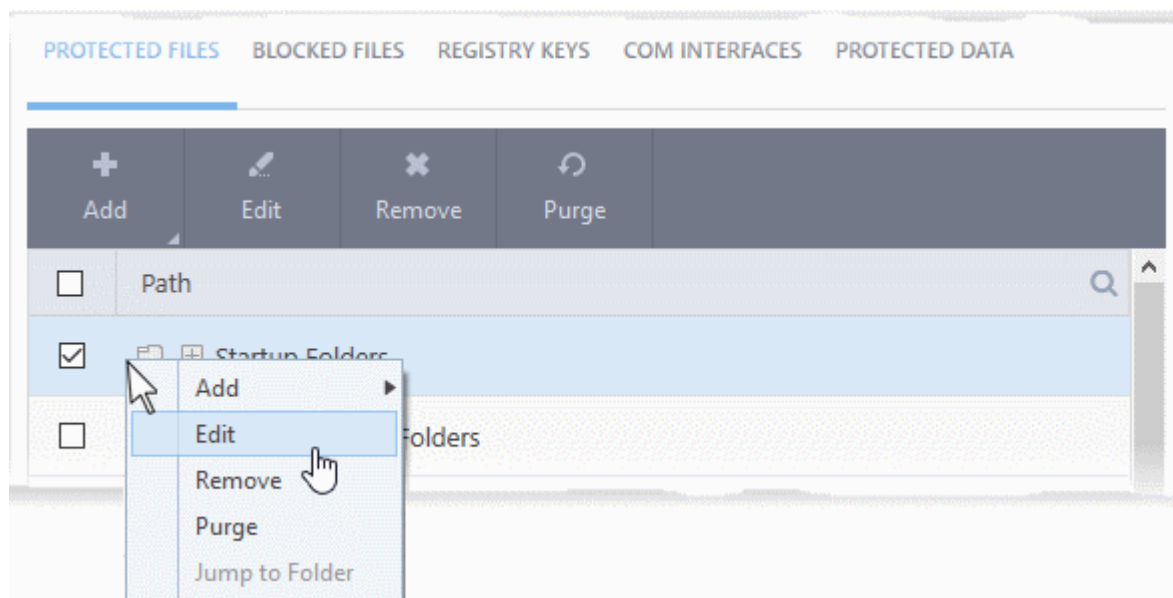 PROTECTED FILES BLOCKED FILES REGISTRY KEYS COM INTERFACES PROTECTED DATA
Add Edit Remove Purge
Path
Startup Folders
Add
Edit
Folders
Remove
Purge
Jump to Folder